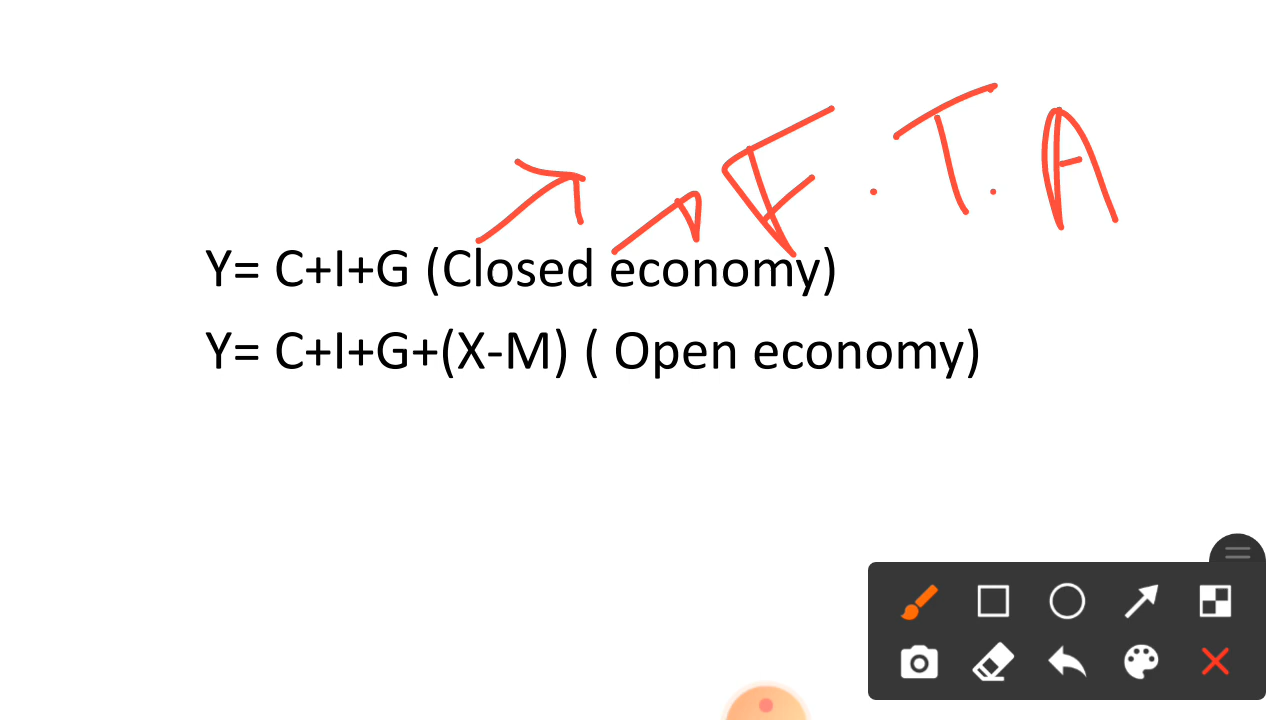 F.T.A
Y= C+I+G (Closed economy)
Y= C+I+G+(X-M) ( Open economy)